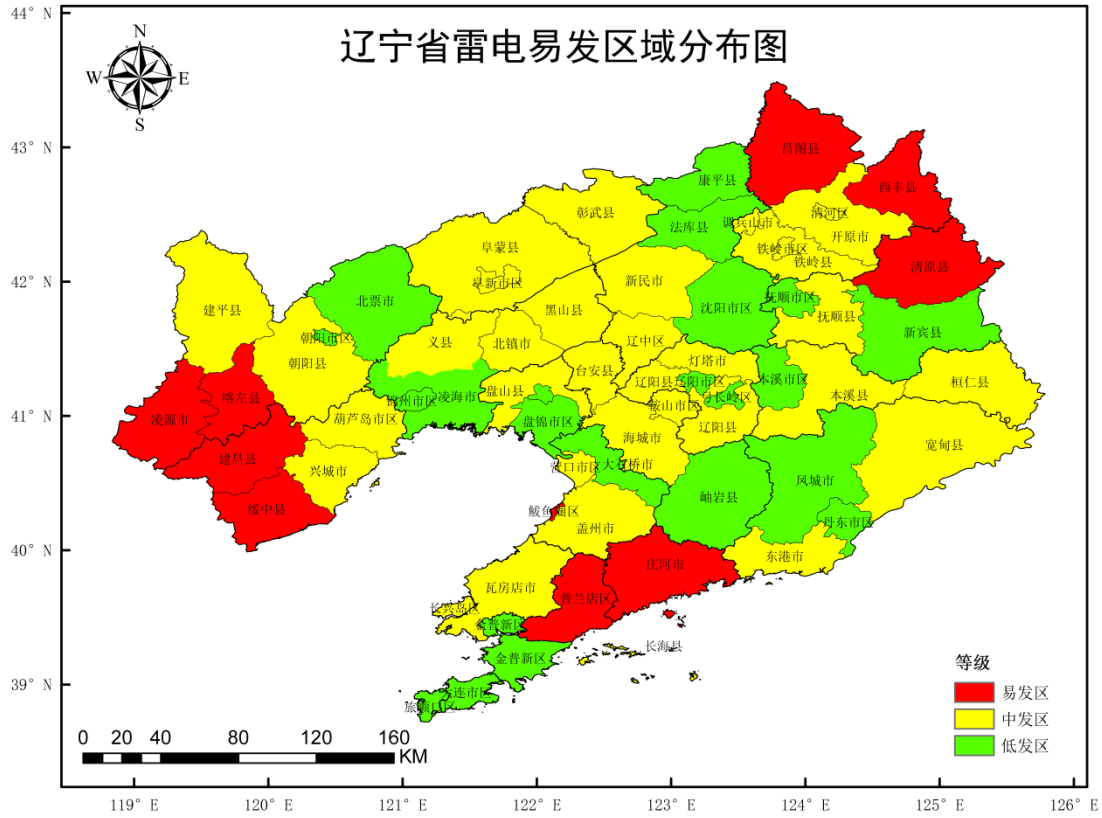 辽宁省雷电易发区域分布图
N
W
E
S
44° N
43° N
42° N
41° N
40° N
39° N
昌图县
西丰县
康平县
彰武县
清河区
调兵山市
法库县
开原市
阜蒙县
铁岭市区
铁岭县
清原县
新民市
阜新市区
北票市
抚顺市区
建平县
黑山县
沈阳市区
抚顺县
新宾县
朝阳市区
义县
北镇市
辽中区
朝阳县
灯塔市
台安县
辽阳县
辽阳市区
本溪市区
桓仁县
喀左县
锦州市区
凌海市
盘山县
弓长岭区
本溪县
鞍山市区
凌源市
葫芦岛市区
盘锦市区
辽阳县
海城市
宽甸县
建昌县
兴城市
营口市区
大石桥市
凤城市
岫岩县
绥中县
鲅鱼圈区
盖州市
丹东市区
东港市
庄河市
瓦房店市
普兰店区
长兴岛区
金普新区
长海县
金普新区
大连市区
旅顺口区
等级
易发区
中发区
低发区
0 20 40 80 120 160
KM
119° E
120° E
121° E
122° E
123° E
124° E
125° E
126° E